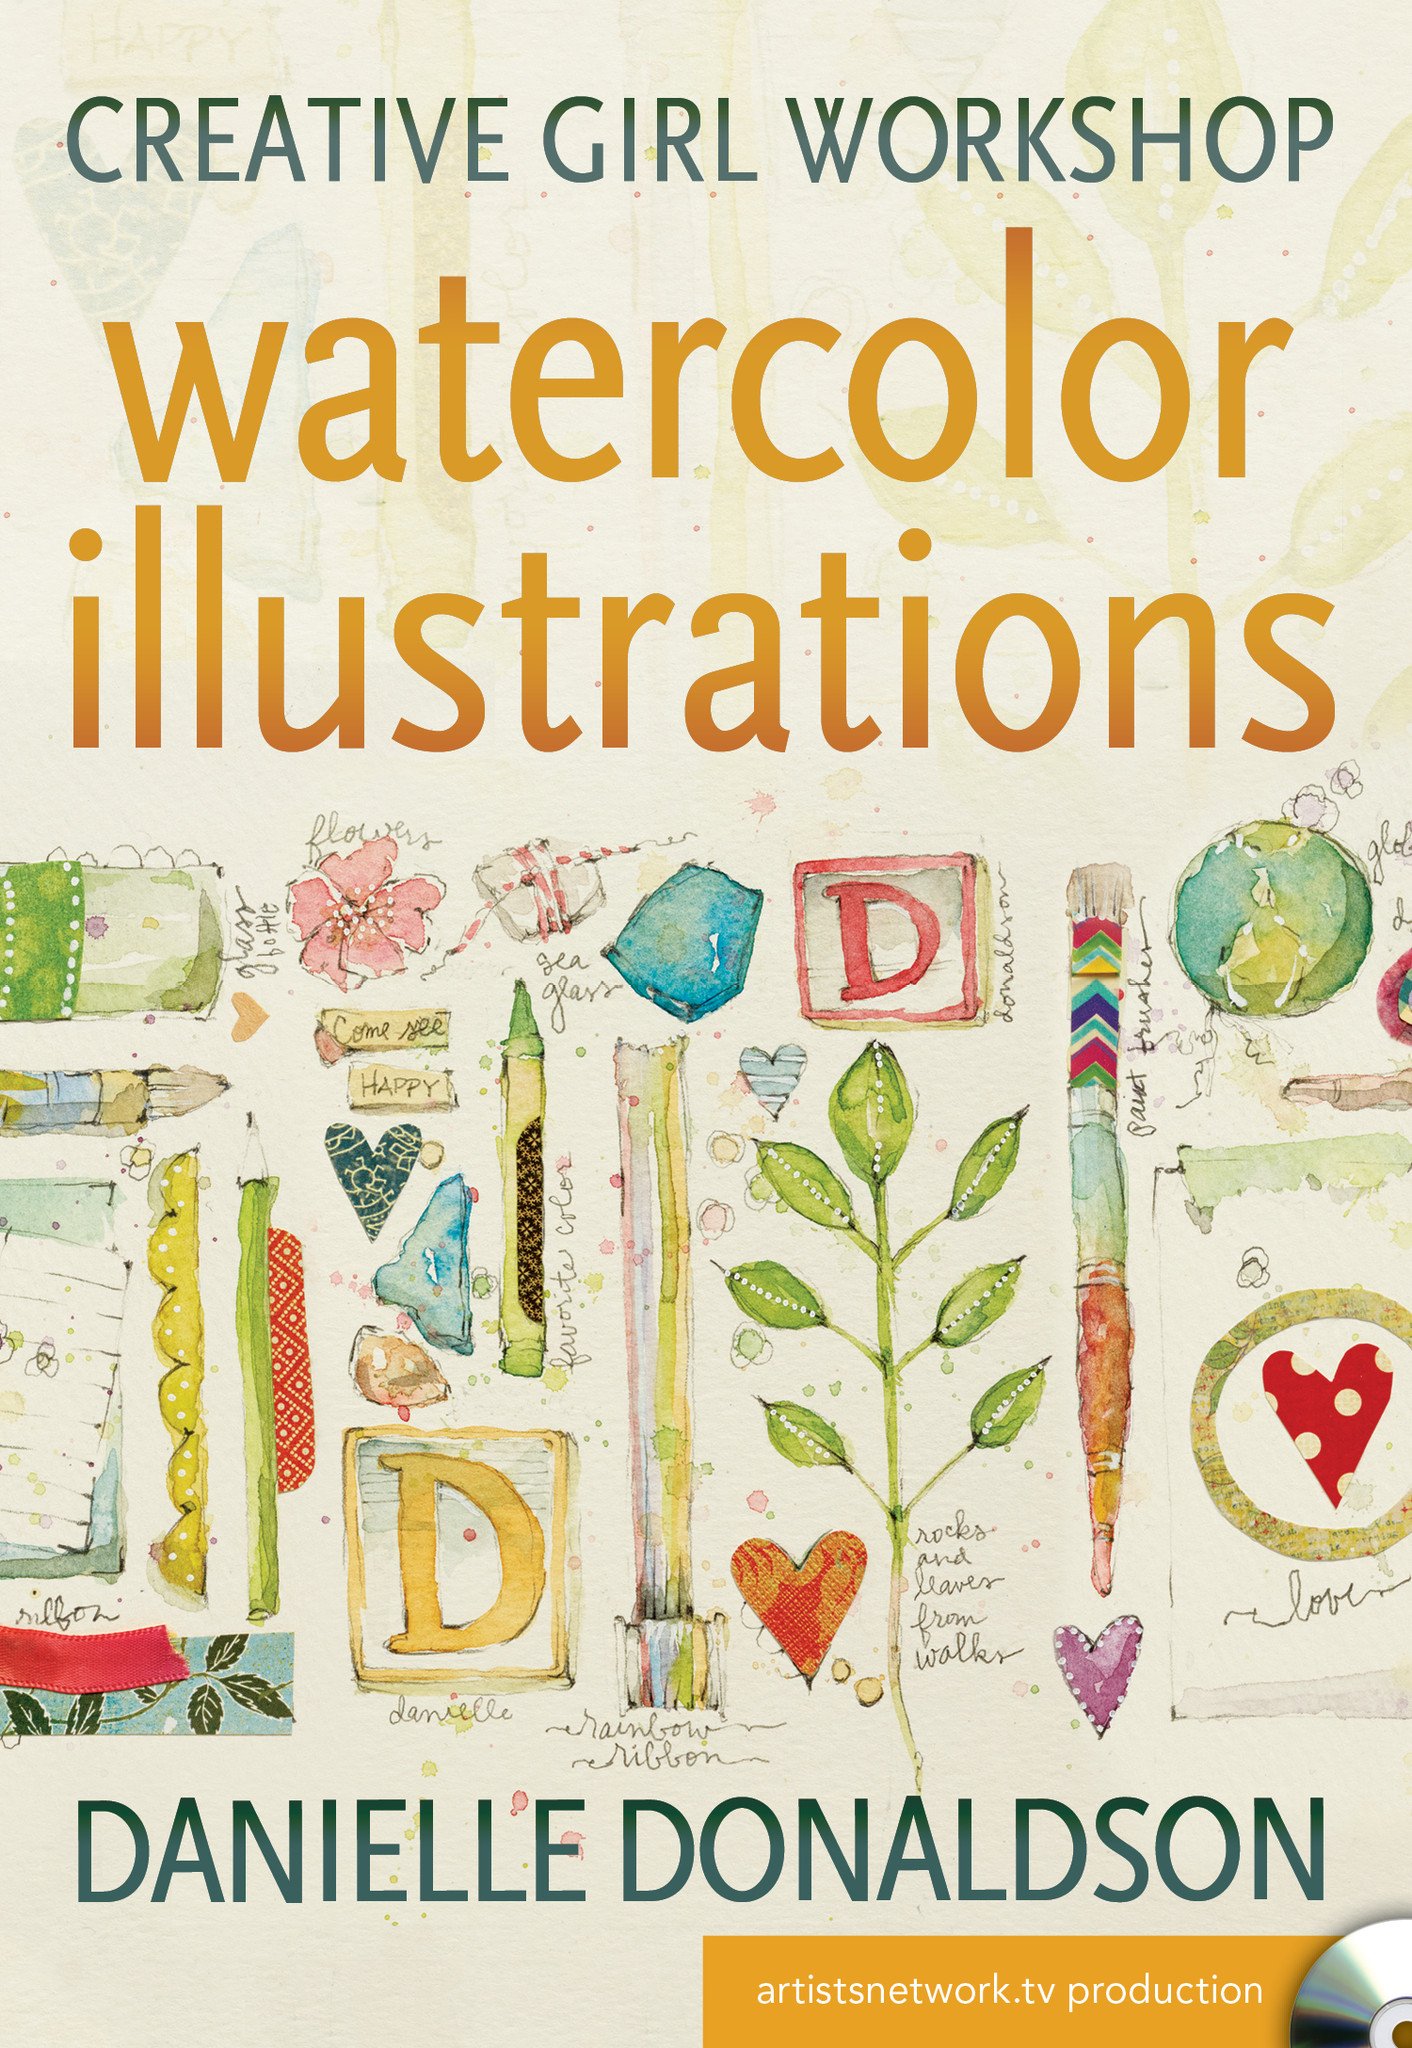 CREATIVE GIRL WORKSHOP
watercolor
illustrations
flowers
glass
bottle
sea
glass
D
donaldson
paint brushes
Come see
HAPPY
favorite color
rocks
and
leaves
from
walks
love
ribbon
D
danielle
rainbow
ribbon
DANIELLE DONALDSON
artistsnetwork.tv production